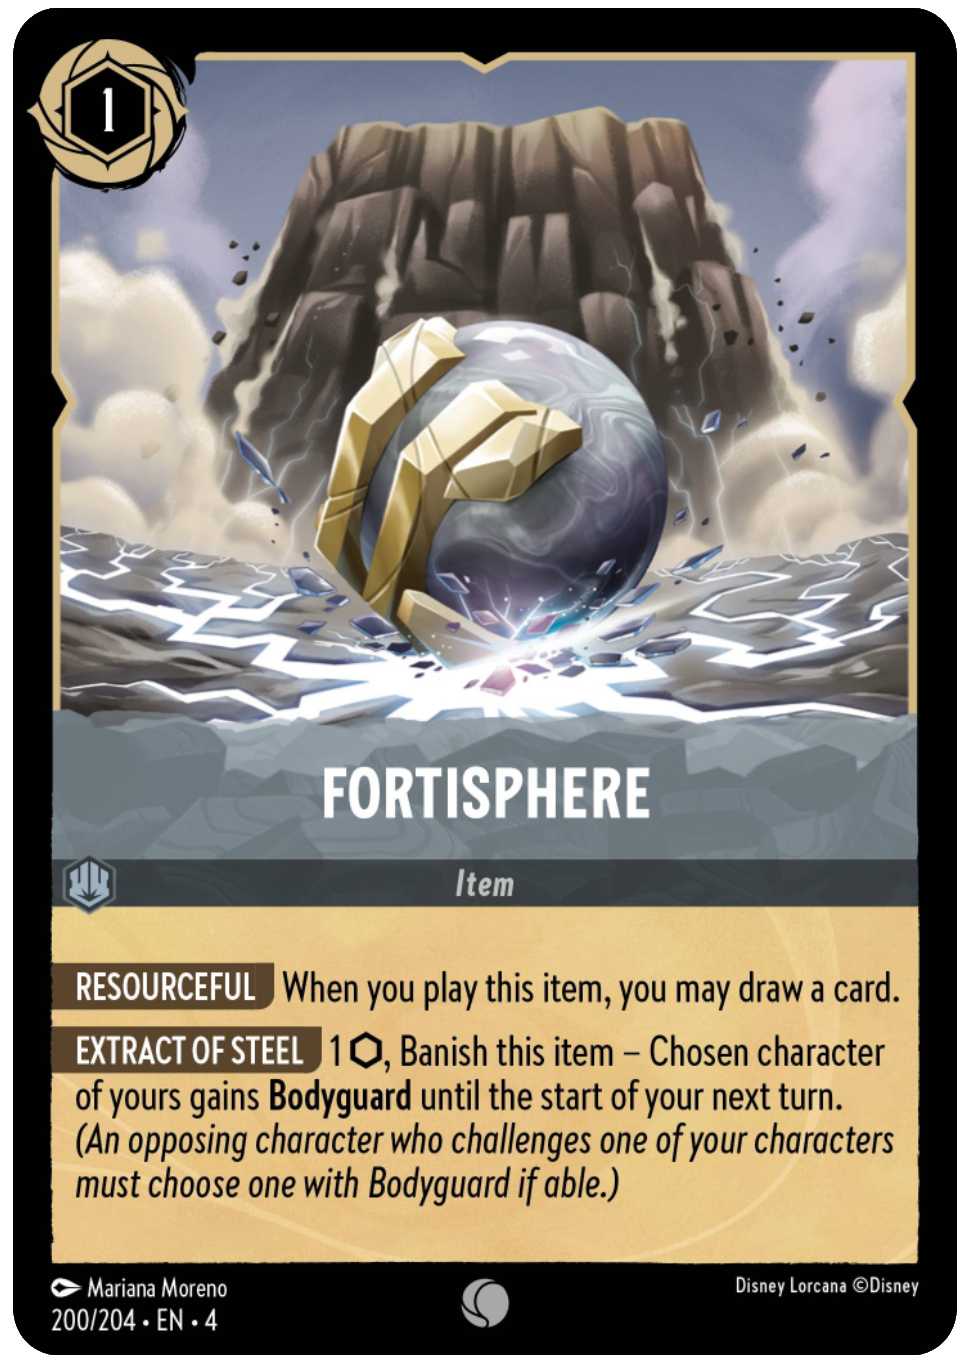 1
FORTISPHERE
Item
RESOURCEFUL When you play this item, you may draw a card.
EXTRACT OF STEEL 1 ⬡, Banish this item – Chosen character
of yours gains Bodyguard until the start of your next turn.
(An opposing character who challenges one of your characters
must choose one with Bodyguard if able.)
Mariana Moreno
Disney Lorcana ©Disney
200/204 • EN • 4